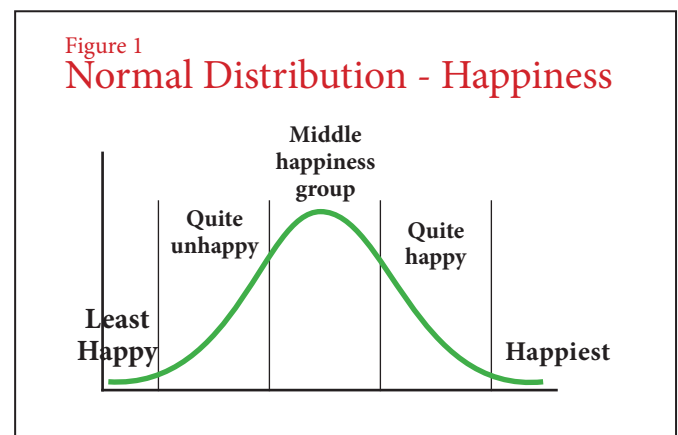 Figure 1
Normal Distribution - Happiness
Middle
happiness
group
Quite
unhappy
Quite
happy
Least
Happy
Happiest